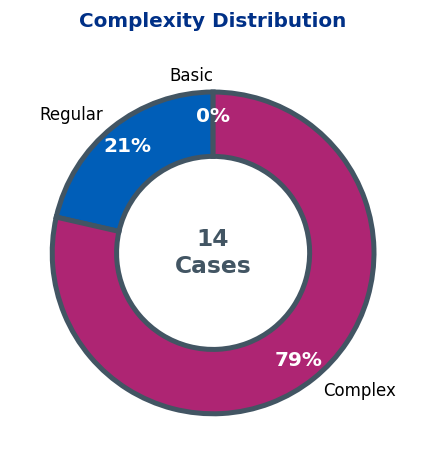 Complexity Distribution
Basic
0%
Regular
21%
14
Cases
79%
Complex